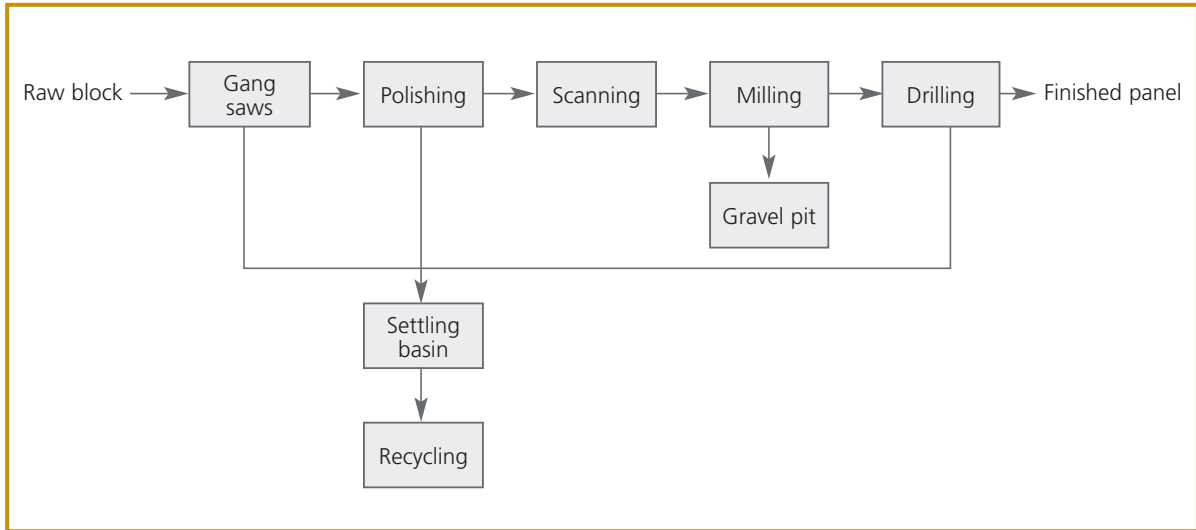 Raw block
Gang
saws
Polishing
Scanning
Milling
Drilling
Finished panel
Gravel pit
Settling
basin
Recycling